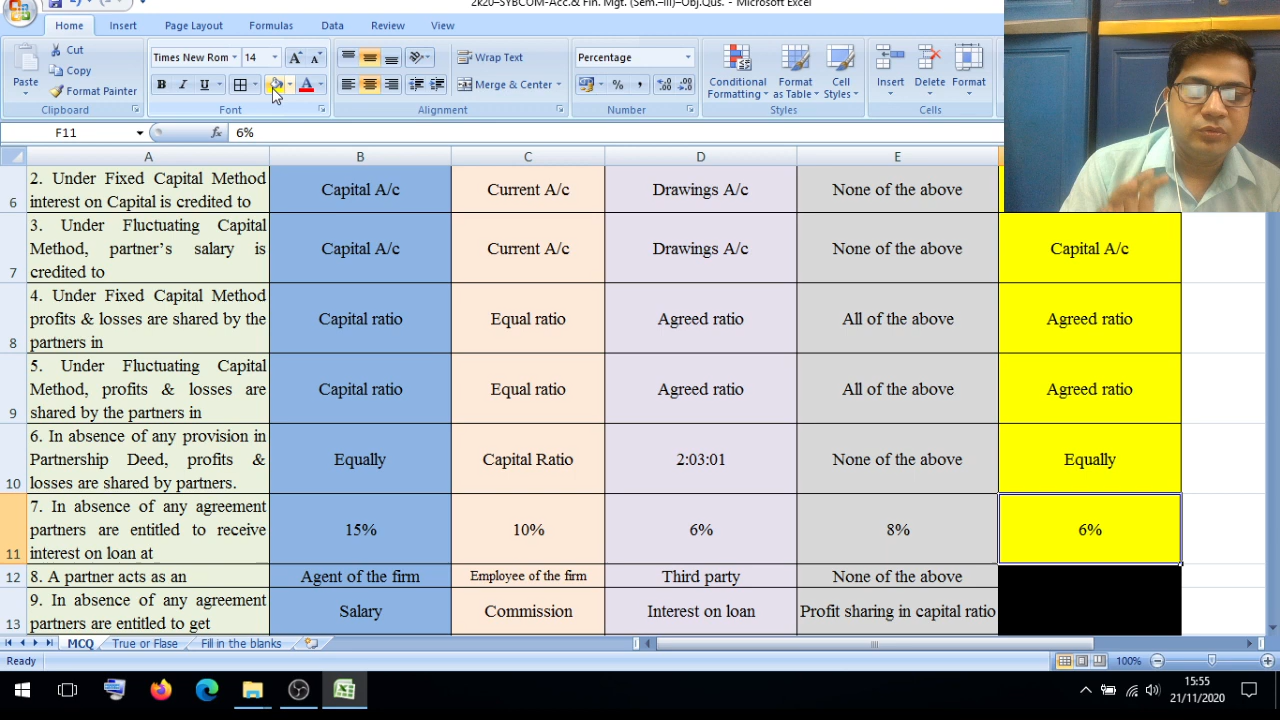 2k20–SYBCOM–Acc.& Fin. Mgt. (Sem.–III)–Obj.Qus. - Microsoft Excel
Home Insert Page Layout Formulas Data Review View
Cut
Copy
Format Painter
Paste
Times New Rom 14
B I U
Wrap Text
Merge & Center
Percentage
Conditional Formatting
Format as Table
Cell Styles
Insert Delete Format
Clipboard Font Alignment Number Styles Cells
F11 fx 6%
A B C D E
6 2. Under Fixed Capital Method interest on Capital is credited to Capital A/c Current A/c Drawings A/c None of the above
7 3. Under Fluctuating Capital Method, partner's salary is credited to Capital A/c Current A/c Drawings A/c None of the above Capital A/c
8 4. Under Fixed Capital Method profits & losses are shared by the partners in Capital ratio Equal ratio Agreed ratio All of the above Agreed ratio
9 5. Under Fluctuating Capital Method, profits & losses are shared by the partners in Capital ratio Equal ratio Agreed ratio All of the above Agreed ratio
10 6. In absence of any provision in Partnership Deed, profits & losses are shared by partners. Equally Capital Ratio 2:03:01 None of the above Equally
11 7. In absence of any agreement partners are entitled to receive interest on loan at 15% 10% 6% 8% 6%
12 8. A partner acts as an Agent of the firm Employee of the firm Third party None of the above
13 9. In absence of any agreement partners are entitled to get Salary Commission Interest on loan Profit sharing in capital ratio
MCQ True or Flase Fill in the blanks
Ready 100%
15:55
21/11/2020